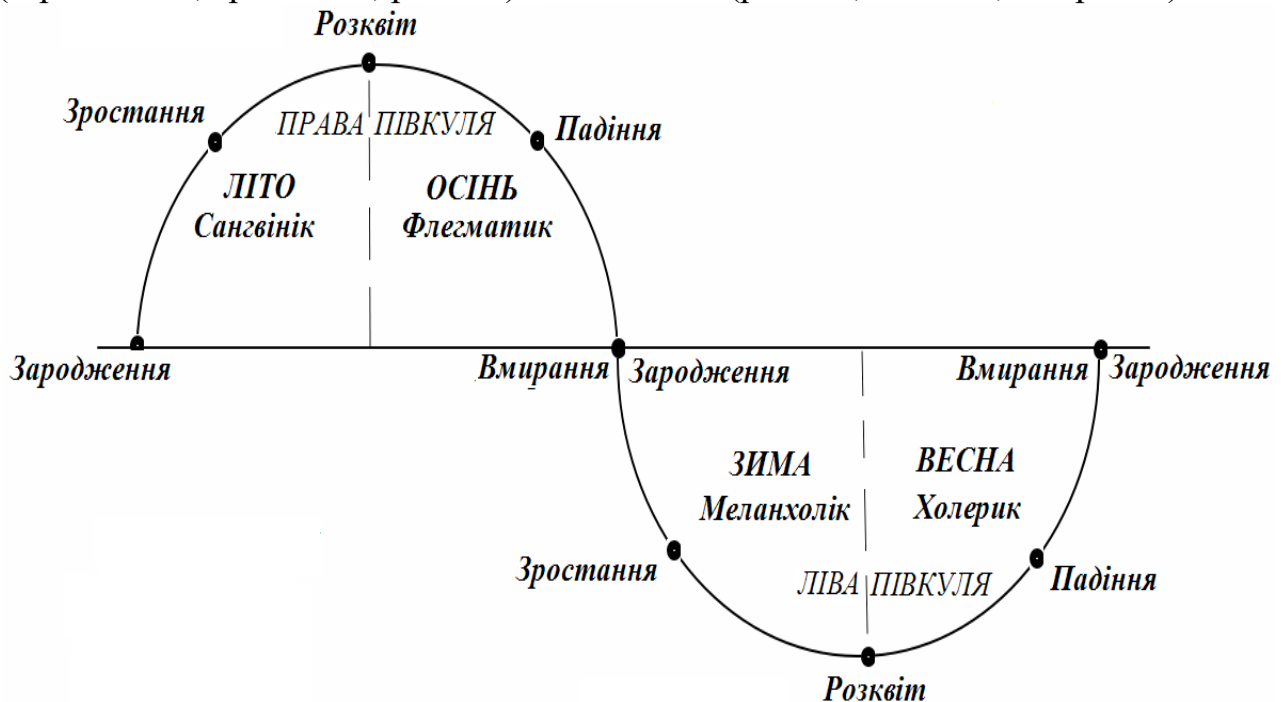 Розквіт
Зростання
ПРАВА ПІВКУЛЯ
Падіння
ЛІТО
Сангвінік
ОСІНЬ
Флегматик
Зародження
Вмирання
Зародження
Вмирання
Зародження
ЗИМА
Меланхолік
ВЕСНА
Холерик
Зростання
ЛІВА ПІВКУЛЯ
Падіння
Розквіт